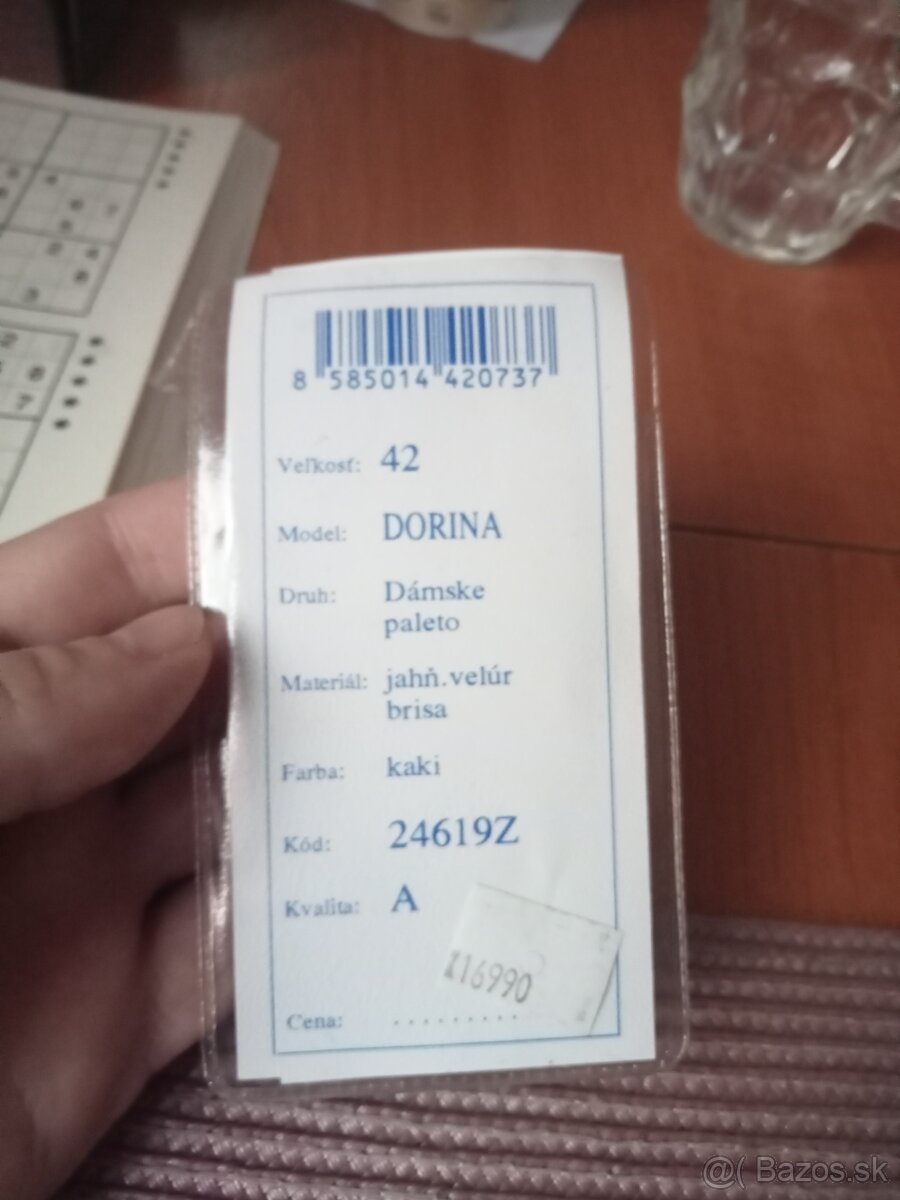 8 585014 420737
Veľkosť: 42
Model: DORINA
Druh: Dámske
paleto
Materiál: jahň.velúr
brisa
Farba: kaki
Kód: 24619Z
Kvalita: A
16990
Cena: .........
@( Bazos.sk